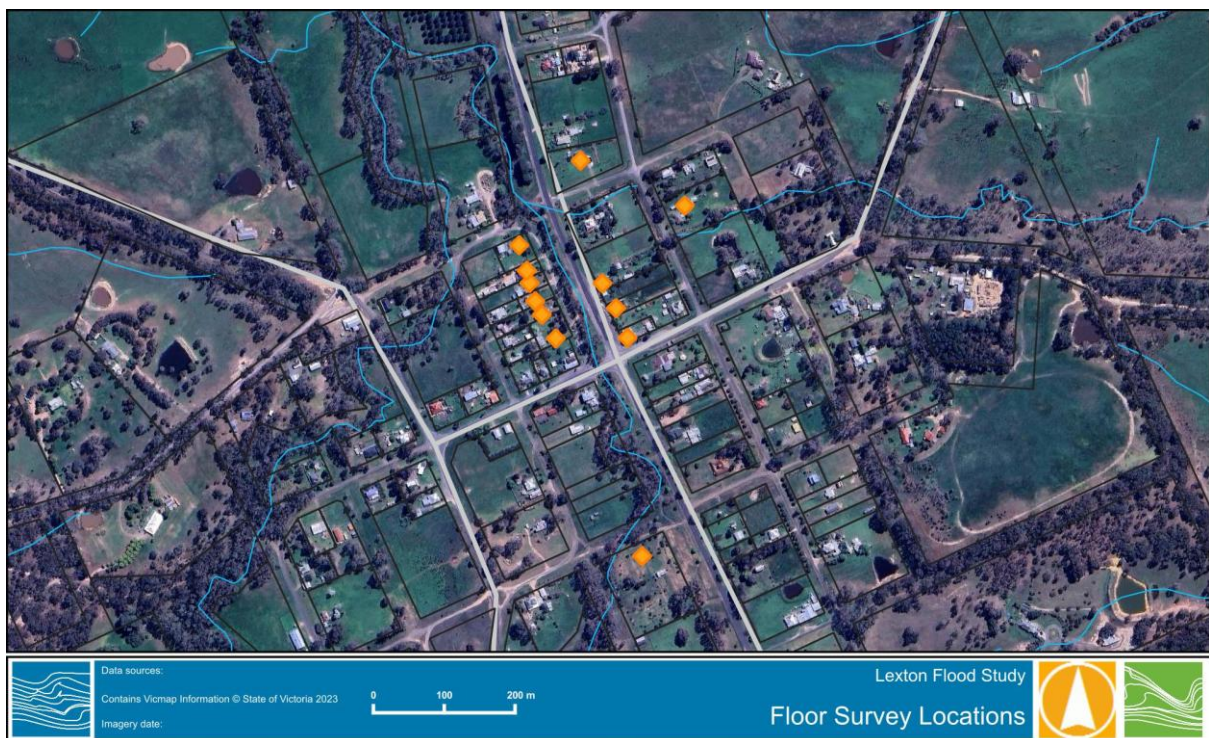 Data sources:
Contains Vicmap Information © State of Victoria 2023
Imagery date:
0 100 200 m
Lexton Flood Study
Floor Survey Locations